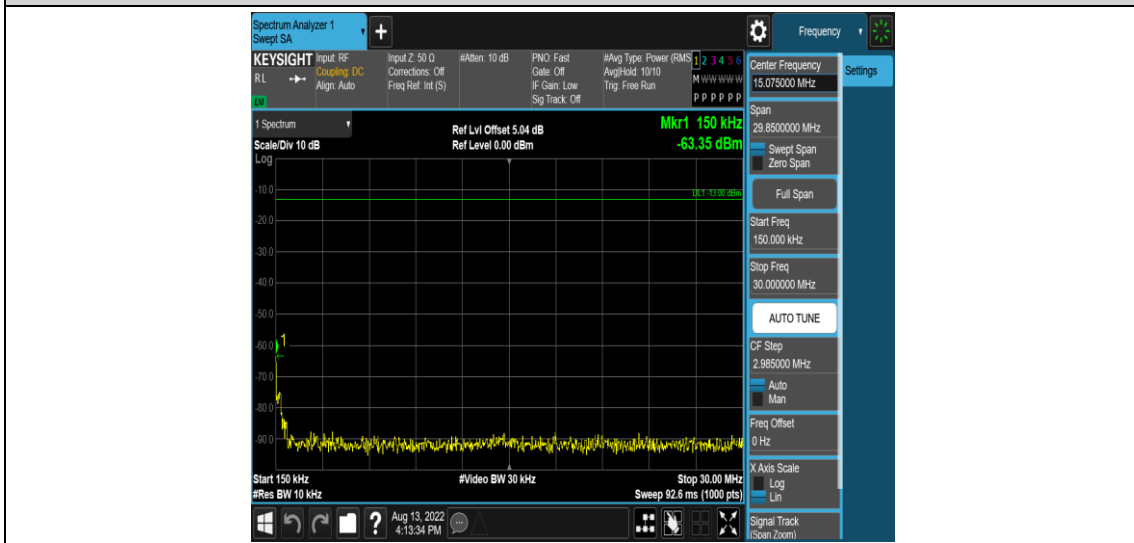 Spectrum Analyzer 1
Swept SA
+
Frequency
KEYSIGHT
RL
LXI
Input: RF
Coupling: DC
Align: Auto
Input Z: 50 Ω
Corrections: Off
Freq Ref: Int (S)
#Atten: 10 dB
PNO: Fast
Gate: Off
IF Gain: Low
Sig Track: Off
#Avg Type: Power (RMS
Avg|Hold: 10/10
Trig: Free Run
1 2 3 4 5 6
M W W W W W
P P P P P P
1 Spectrum
Scale/Div 10 dB
Log
Ref Lvl Offset 5.04 dB
Ref Level 0.00 dBm
Mkr1 150 kHz
-63.35 dBm
DL1 -13.00 dBm
-10.0
-20.0
-30.0
-40.0
-50.0
-60.0
-70.0
-80.0
-90.0
1
Start 150 kHz
#Res BW 10 kHz
#Video BW 30 kHz
Stop 30.00 MHz
Sweep 92.6 ms (1000 pts)
Center Frequency
15.075000 MHz
Settings
Span
29.8500000 MHz
Swept Span
Zero Span
Full Span
Start Freq
150.000 kHz
Stop Freq
30.000000 MHz
AUTO TUNE
CF Step
2.985000 MHz
Auto
Man
Freq Offset
0 Hz
X Axis Scale
Log
Lin
Signal Track
(Span Zoom)
?
Aug 13, 2022
4:13:34 PM